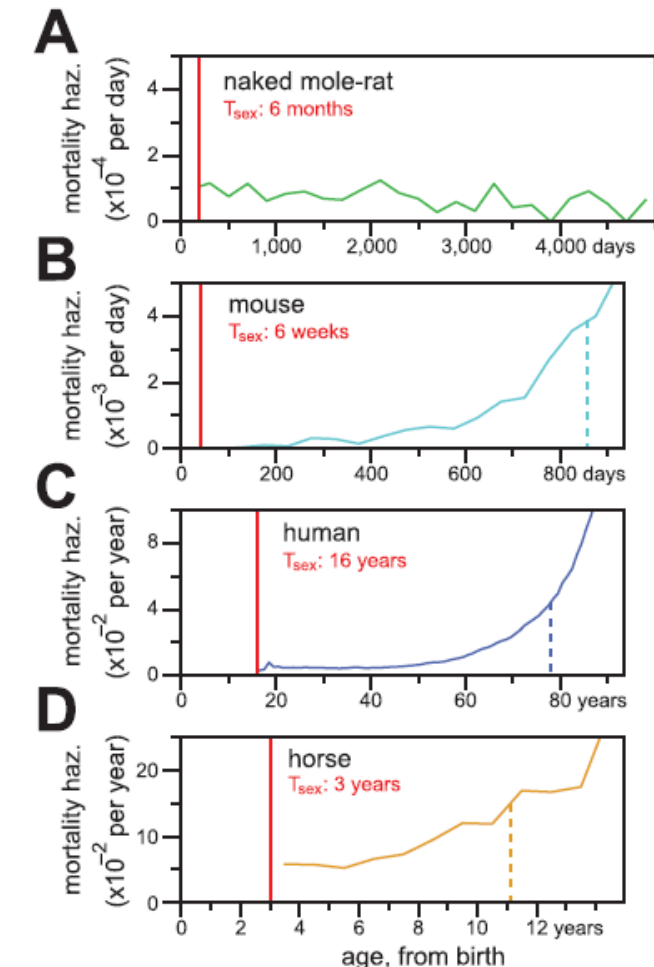 A
mortality haz.
(x10⁻⁴ per day)
4
2
0
naked mole-rat
Tsex: 6 months
0 1,000 2,000 3,000 4,000 days
B
mortality haz.
(x10⁻³ per day)
4
2
0
mouse
Tsex: 6 weeks
0 200 400 600 800 days
C
mortality haz.
(x10⁻² per year)
8
4
0
human
Tsex: 16 years
0 20 40 60 80 years
D
mortality haz.
(x10⁻² per year)
20
10
0
horse
Tsex: 3 years
0 2 4 6 8 10 12 years
age, from birth